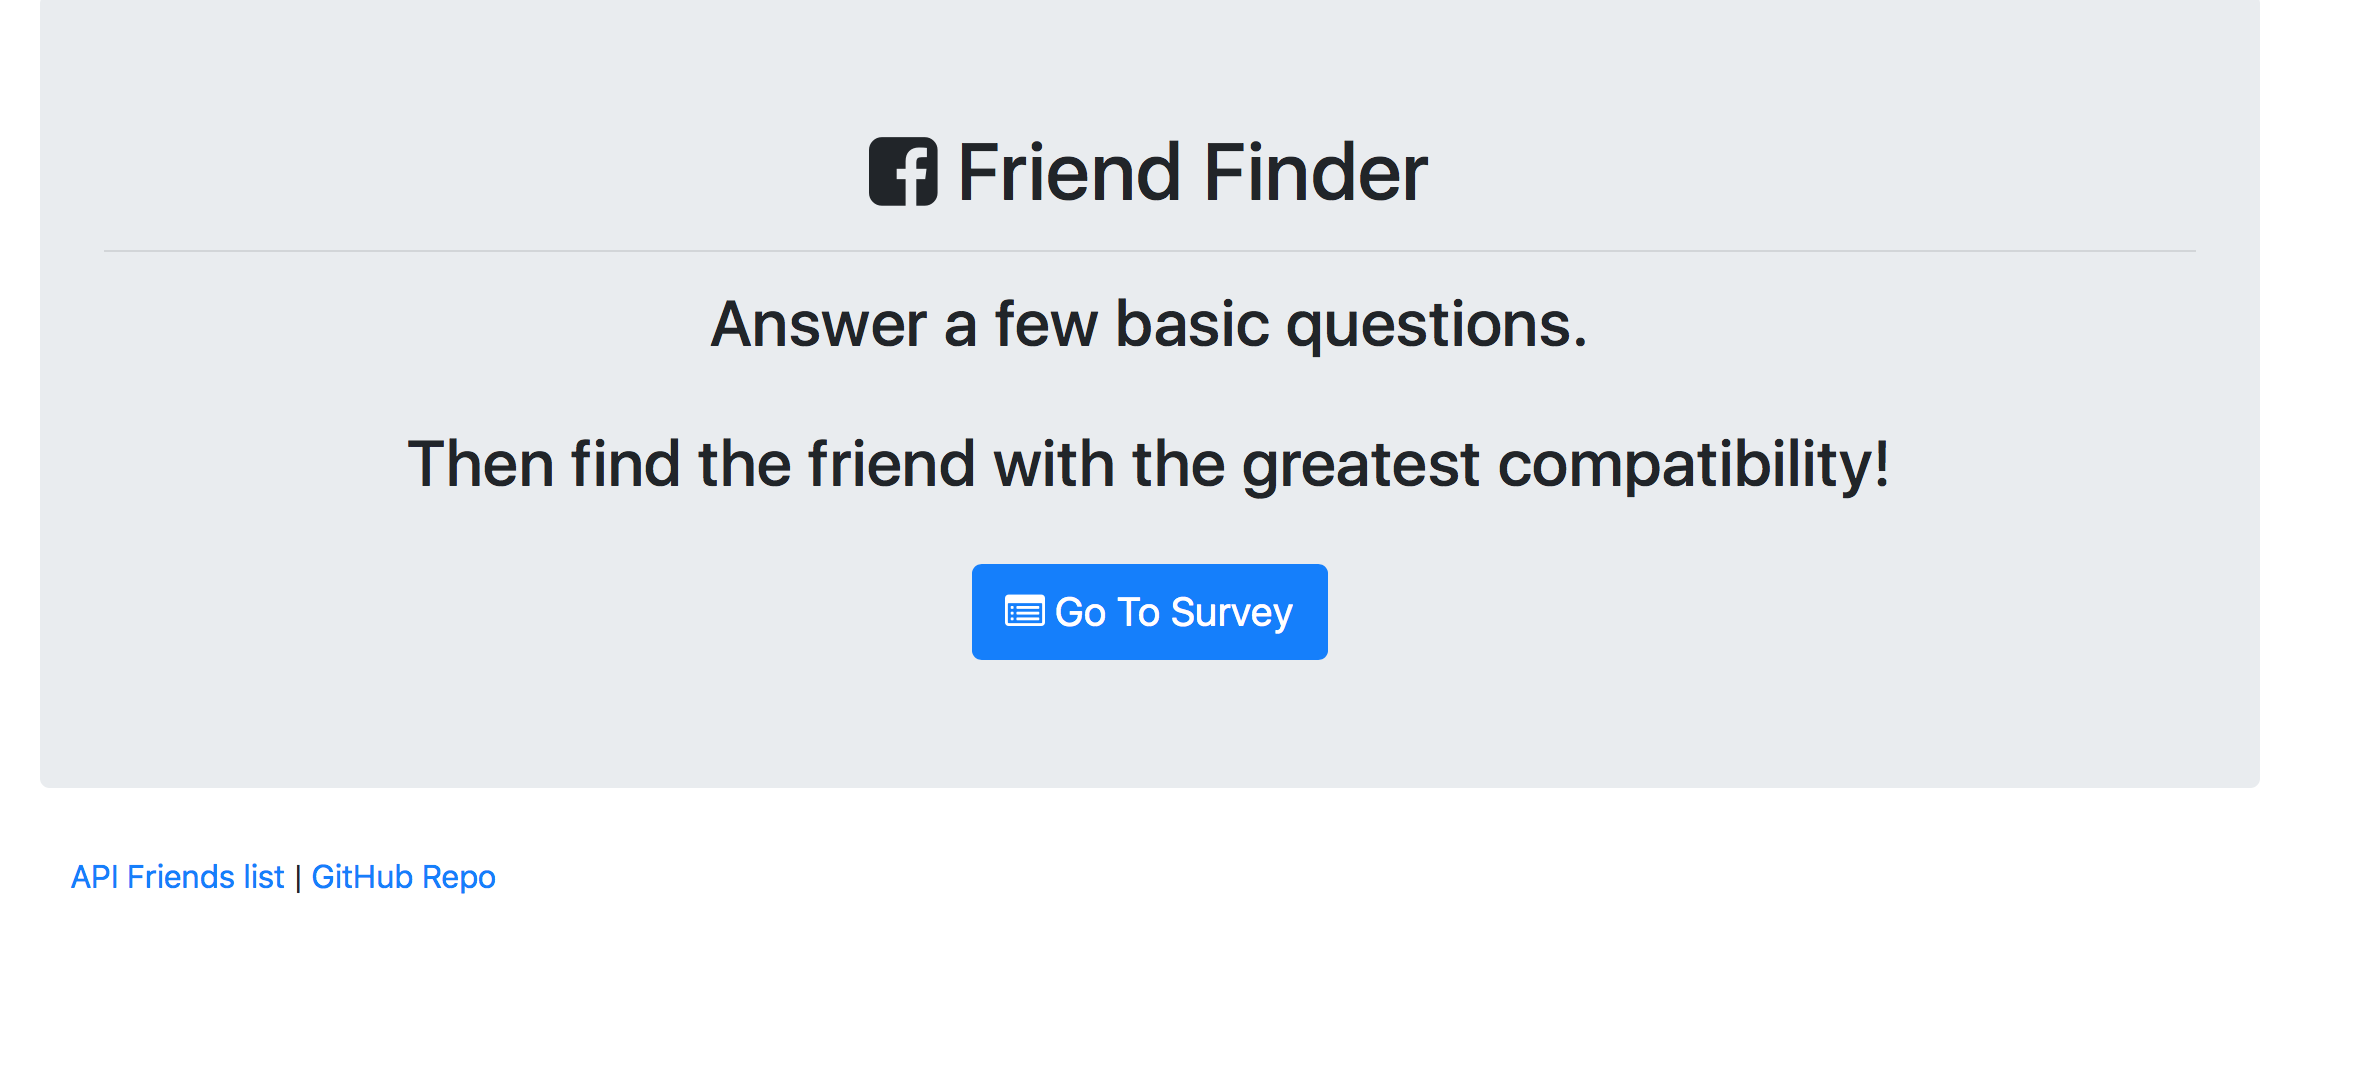 Friend Finder
Answer a few basic questions.
Then find the friend with the greatest compatibility!
Go To Survey
API Friends list | GitHub Repo